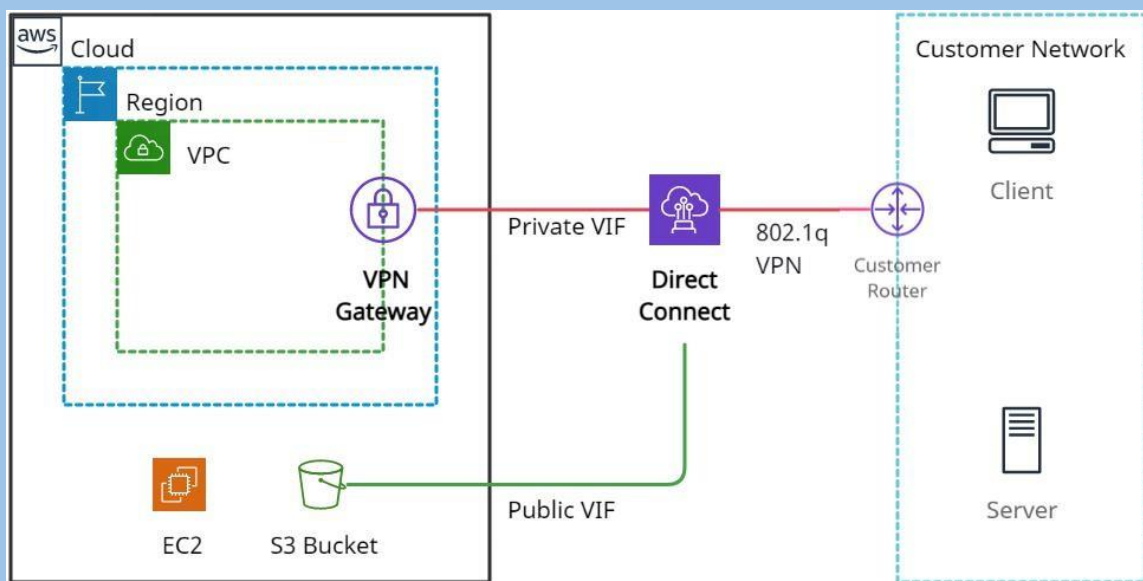 aws
Cloud
Customer Network
Region
VPC
Client
Private VIF
802.1q
VPN
Customer
Router
VPN
Gateway
Direct
Connect
EC2
S3 Bucket
Public VIF
Server